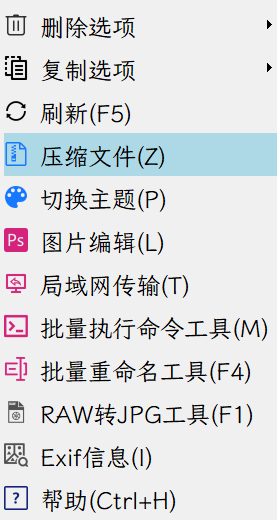 删除选项
复制选项
刷新(F5)
压缩文件(Z)
切换主题(P)
Ps 图片编辑(L)
局域网传输(T)
批量执行命令工具(M)
批量重命名工具(F4)
RAW转JPG工具(F1)
Exif信息(I)
帮助(Ctrl+H)